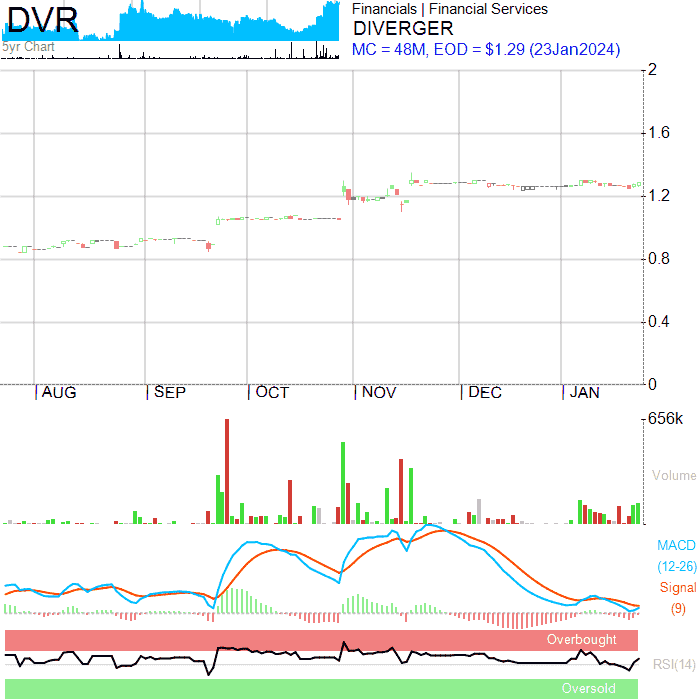 DVR
5yr Chart
Financials | Financial Services
DIVERGER
MC = 48M, EOD = $1.29 (23Jan2024)
2
1.6
1.2
0.8
0.4
0
AUG SEP OCT NOV DEC JAN
656k
Volume
MACD
(12-26)
Signal
(9)
Overbought
RSI(14)
Oversold